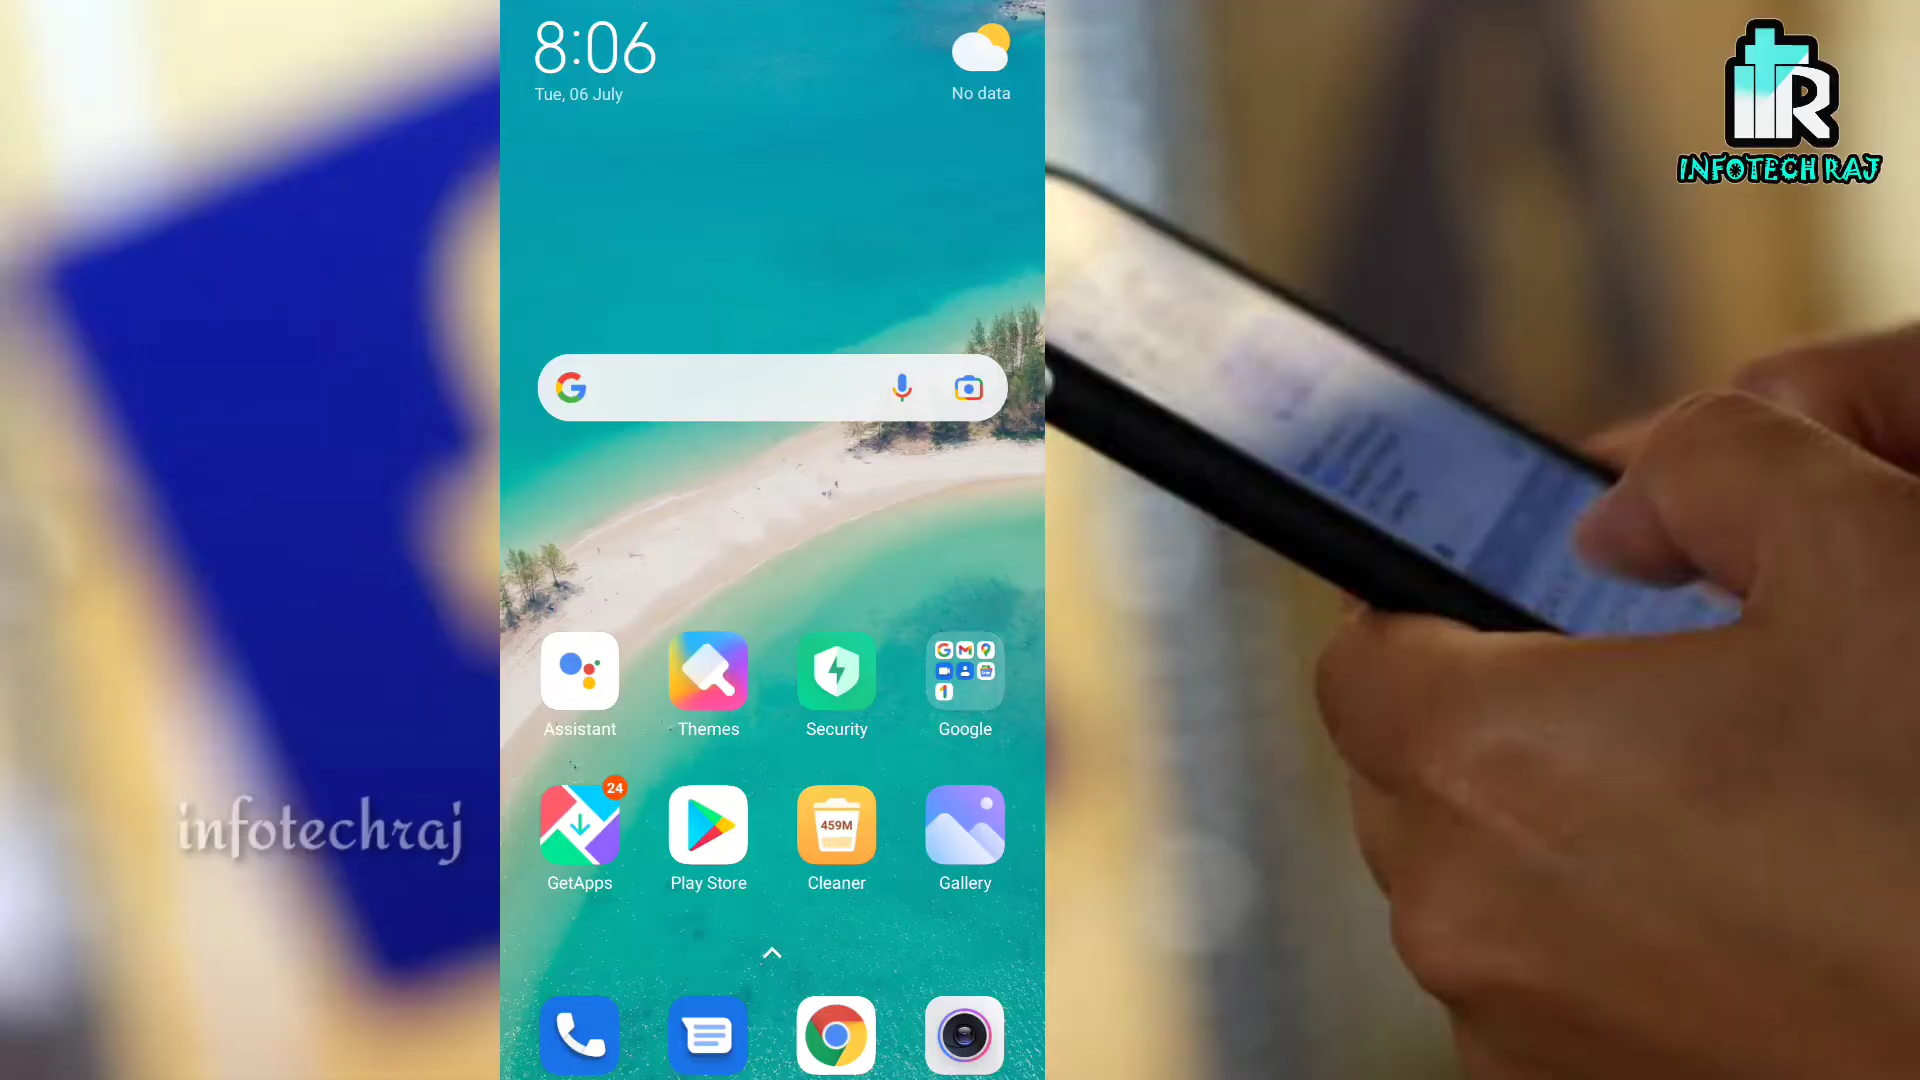 8:06
Tue, 06 July
No data
INFOTECH RAJ
Assistant
Themes
Security
Google
24
459M
GetApps
Play Store
Cleaner
Gallery
infotechraj